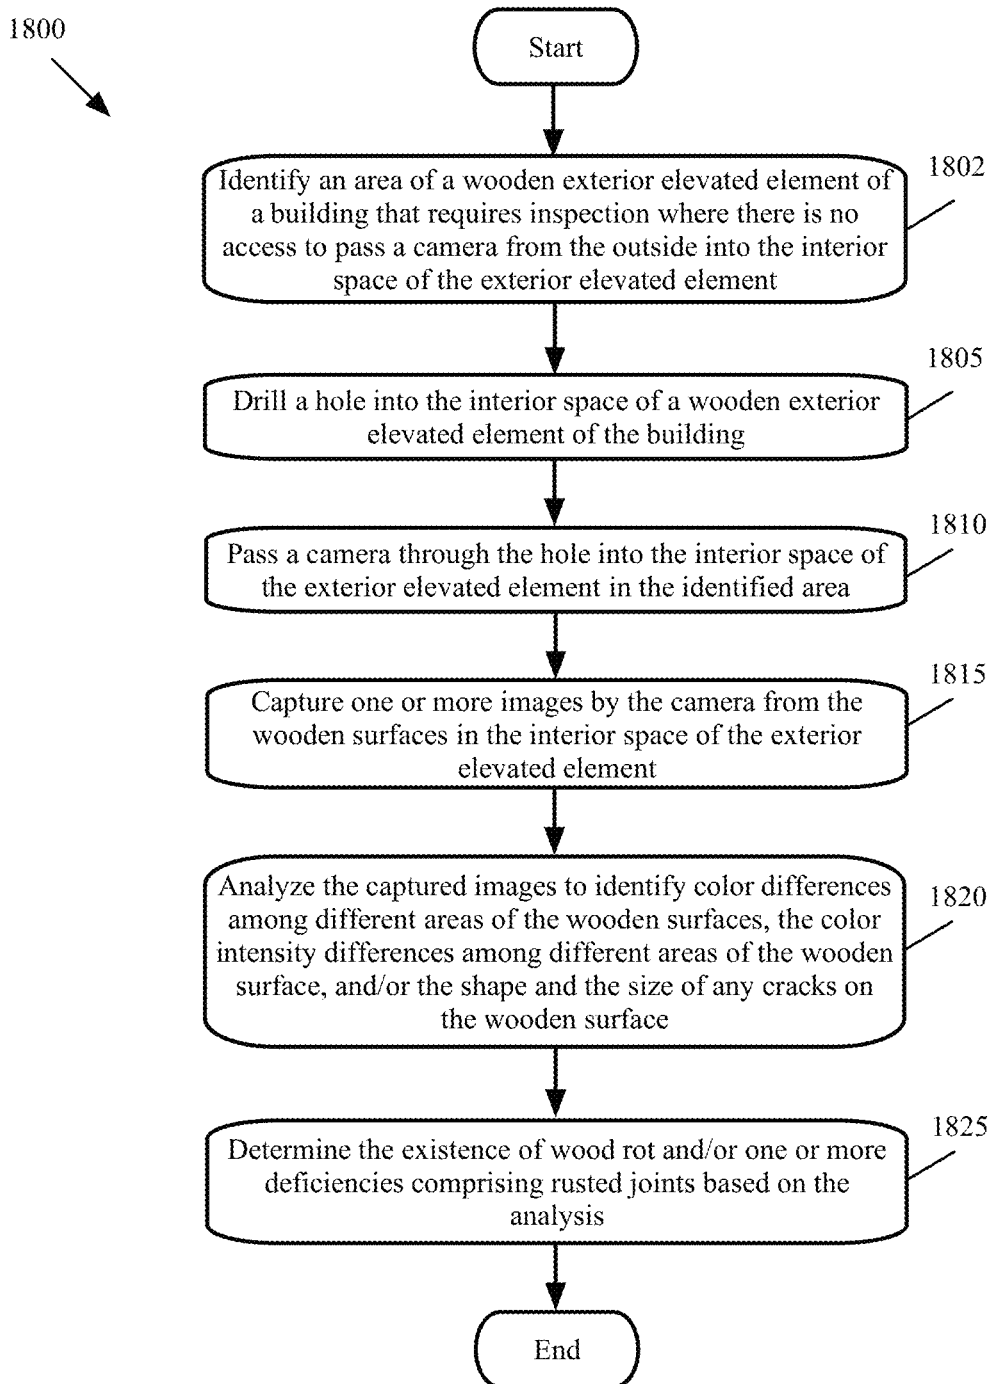 1800
Start
1802
Identify an area of a wooden exterior elevated element of
a building that requires inspection where there is no
access to pass a camera from the outside into the interior
space of the exterior elevated element
1805
Drill a hole into the interior space of a wooden exterior
elevated element of the building
1810
Pass a camera through the hole into the interior space of
the exterior elevated element in the identified area
1815
Capture one or more images by the camera from the
wooden surfaces in the interior space of the exterior
elevated element
1820
Analyze the captured images to identify color differences
among different areas of the wooden surfaces, the color
intensity differences among different areas of the wooden
surface, and/or the shape and the size of any cracks on
the wooden surface
1825
Determine the existence of wood rot and/or one or more
deficiencies comprising rusted joints based on the
analysis
End